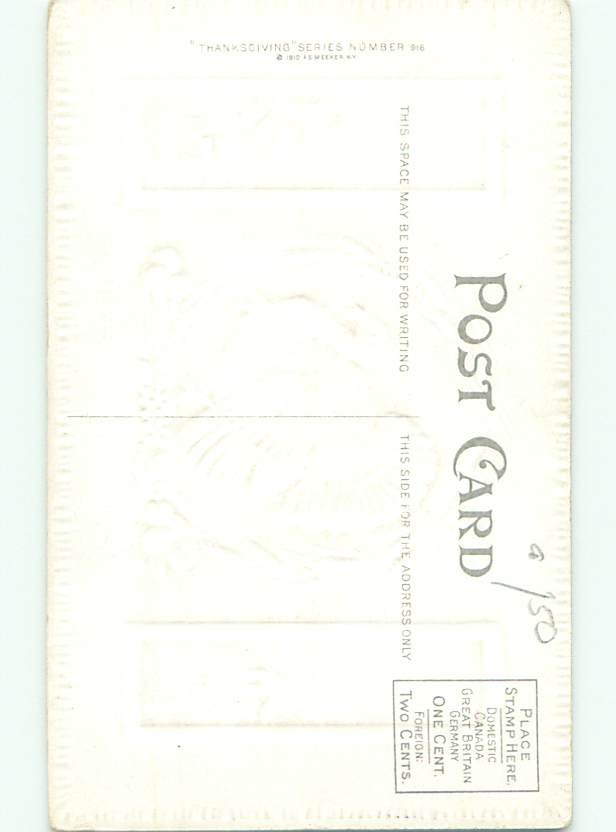 "THANKSGIVING" SERIES NUMBER 916
© 1910 F.S MEEKER. N.Y.
POST CARD
THIS SPACE MAY BE USED FOR WRITING
THIS SIDE FOR THE ADDRESS ONLY
a/150
PLACE
STAMP HERE,
DOMESTIC
CANADA
GREAT BRITAIN
GERMANY
ONE CENT.
FOREIGN:
TWO CENTS.